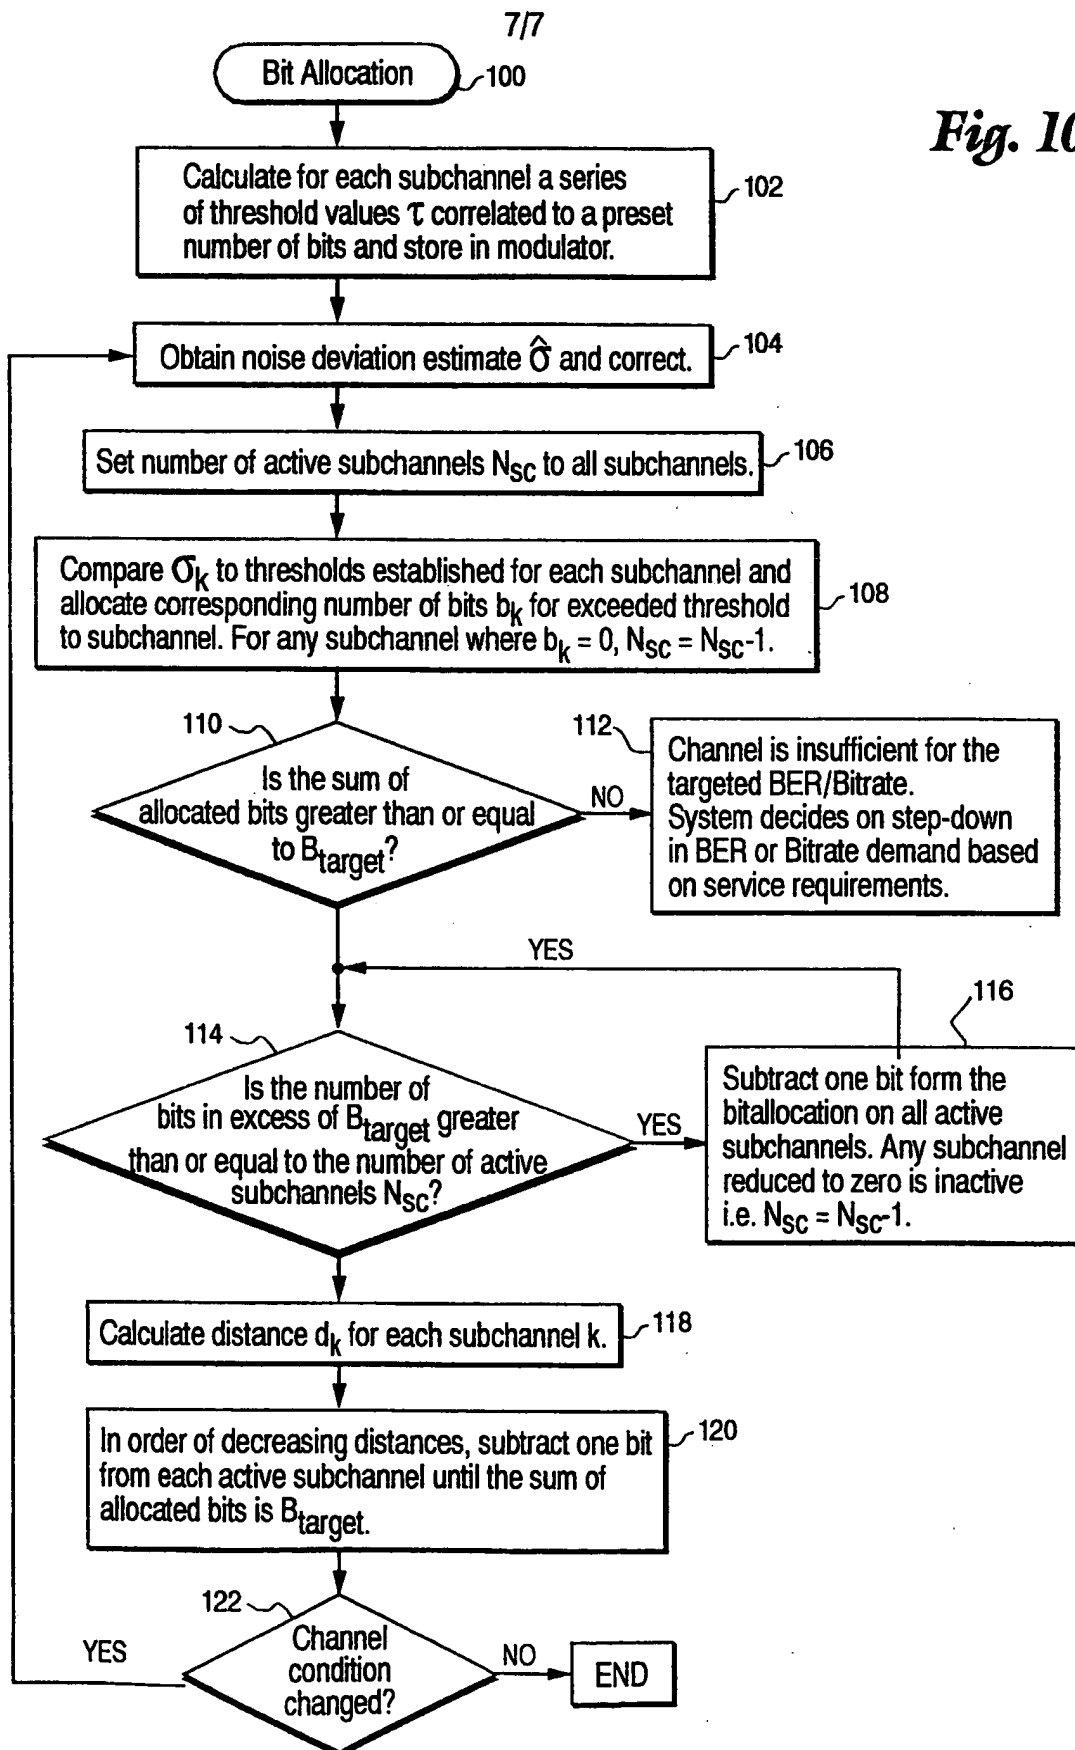 7/7
Bit Allocation
100
Fig. 10
Calculate for each subchannel a series
of threshold values τ correlated to a preset
number of bits and store in modulator.
102
Obtain noise deviation estimate σ̂ and correct.
104
Set number of active subchannels NSC to all subchannels.
106
Compare σk to thresholds established for each subchannel and
allocate corresponding number of bits bk for exceeded threshold
to subchannel. For any subchannel where bk = 0, NSC = NSC-1.
108
110
Is the sum of
allocated bits greater than or equal
to Btarget?
NO
112
Channel is insufficient for the
targeted BER/Bitrate.
System decides on step-down
in BER or Bitrate demand based
on service requirements.
YES
114
Is the number of
bits in excess of Btarget greater
than or equal to the number of active
subchannels NSC?
YES
116
Subtract one bit form the
bitallocation on all active
subchannels. Any subchannel
reduced to zero is inactive
i.e. NSC = NSC-1.
Calculate distance dk for each subchannel k.
118
In order of decreasing distances, subtract one bit
from each active subchannel until the sum of
allocated bits is Btarget.
120
122
YES
Channel
condition
changed?
NO
END